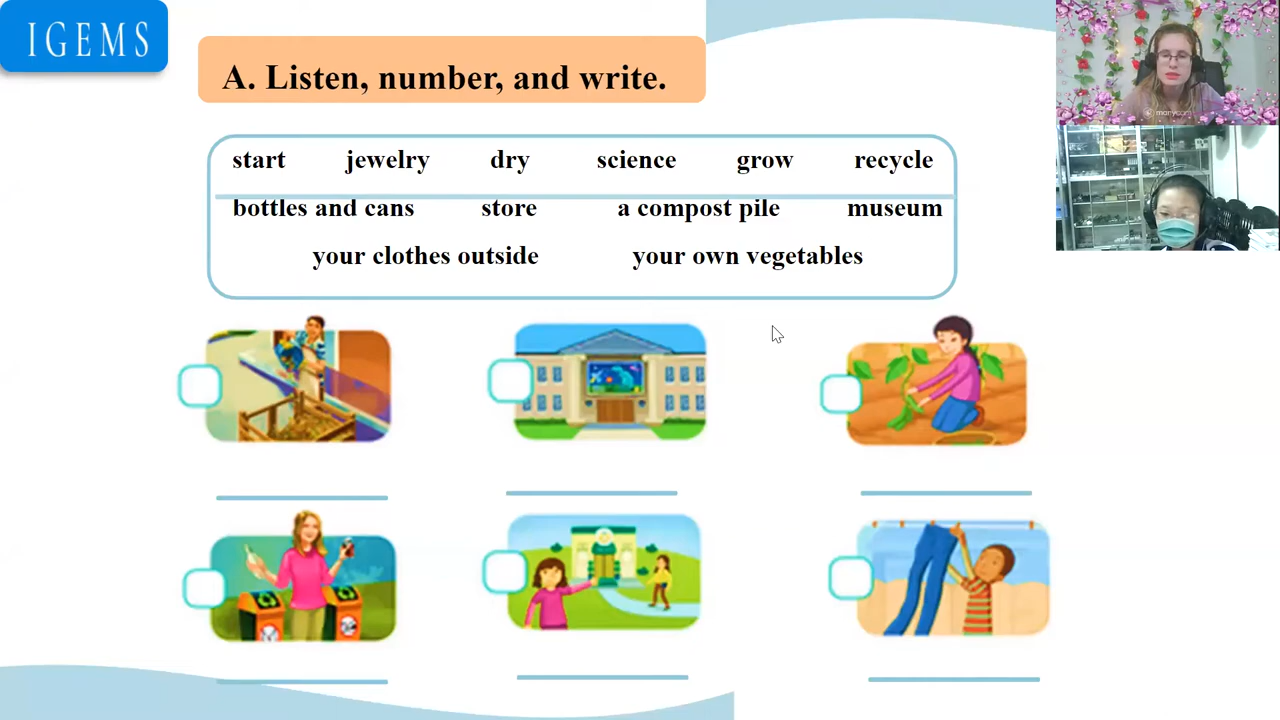 IGEMS
A. Listen, number, and write.
start jewelry dry science grow recycle
bottles and cans store a compost pile museum
your clothes outside your own vegetables